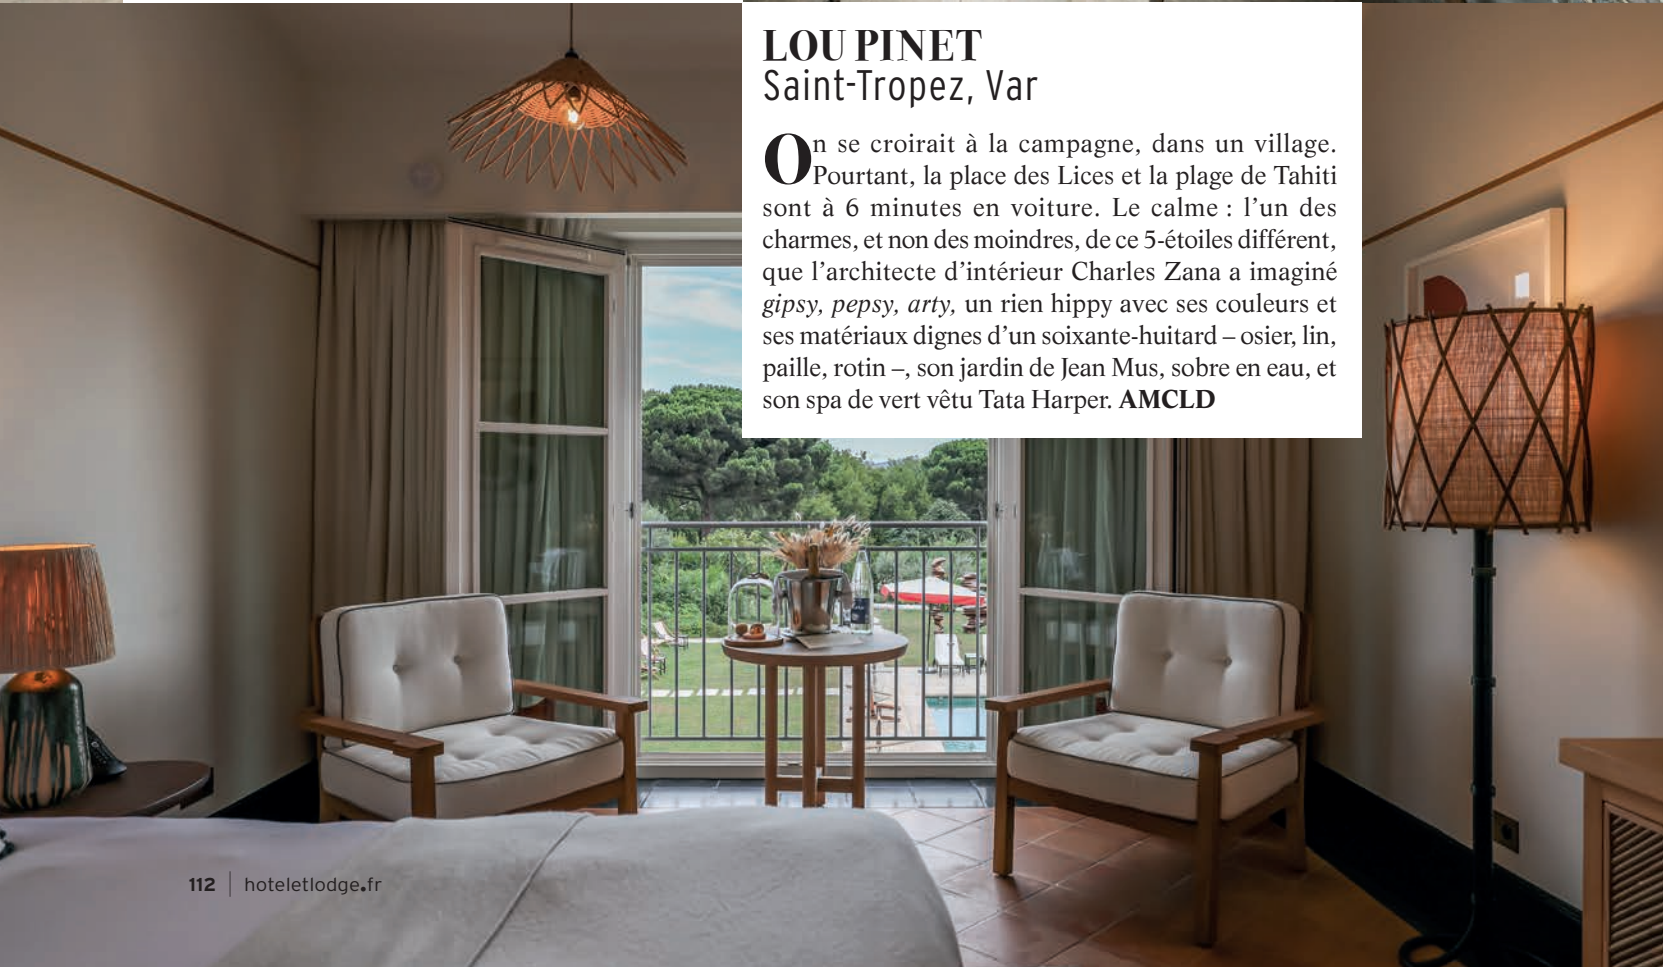 LOU PINET
Saint-Tropez, Var
On se croirait à la campagne, dans un village.
Pourtant, la place des Lices et la plage de Tahiti
sont à 6 minutes en voiture. Le calme : l’un des
charmes, et non des moindres, de ce 5-étoiles différent,
que l’architecte d’intérieur Charles Zana a imaginé
gipsy, pepsy, arty, un rien hippy avec ses couleurs et
ses matériaux dignes d’un soixante-huitard – osier, lin,
paille, rotin –, son jardin de Jean Mus, sobre en eau, et
son spa de vert vêtu Tata Harper. AMCLD
112 | hoteletlodge.fr